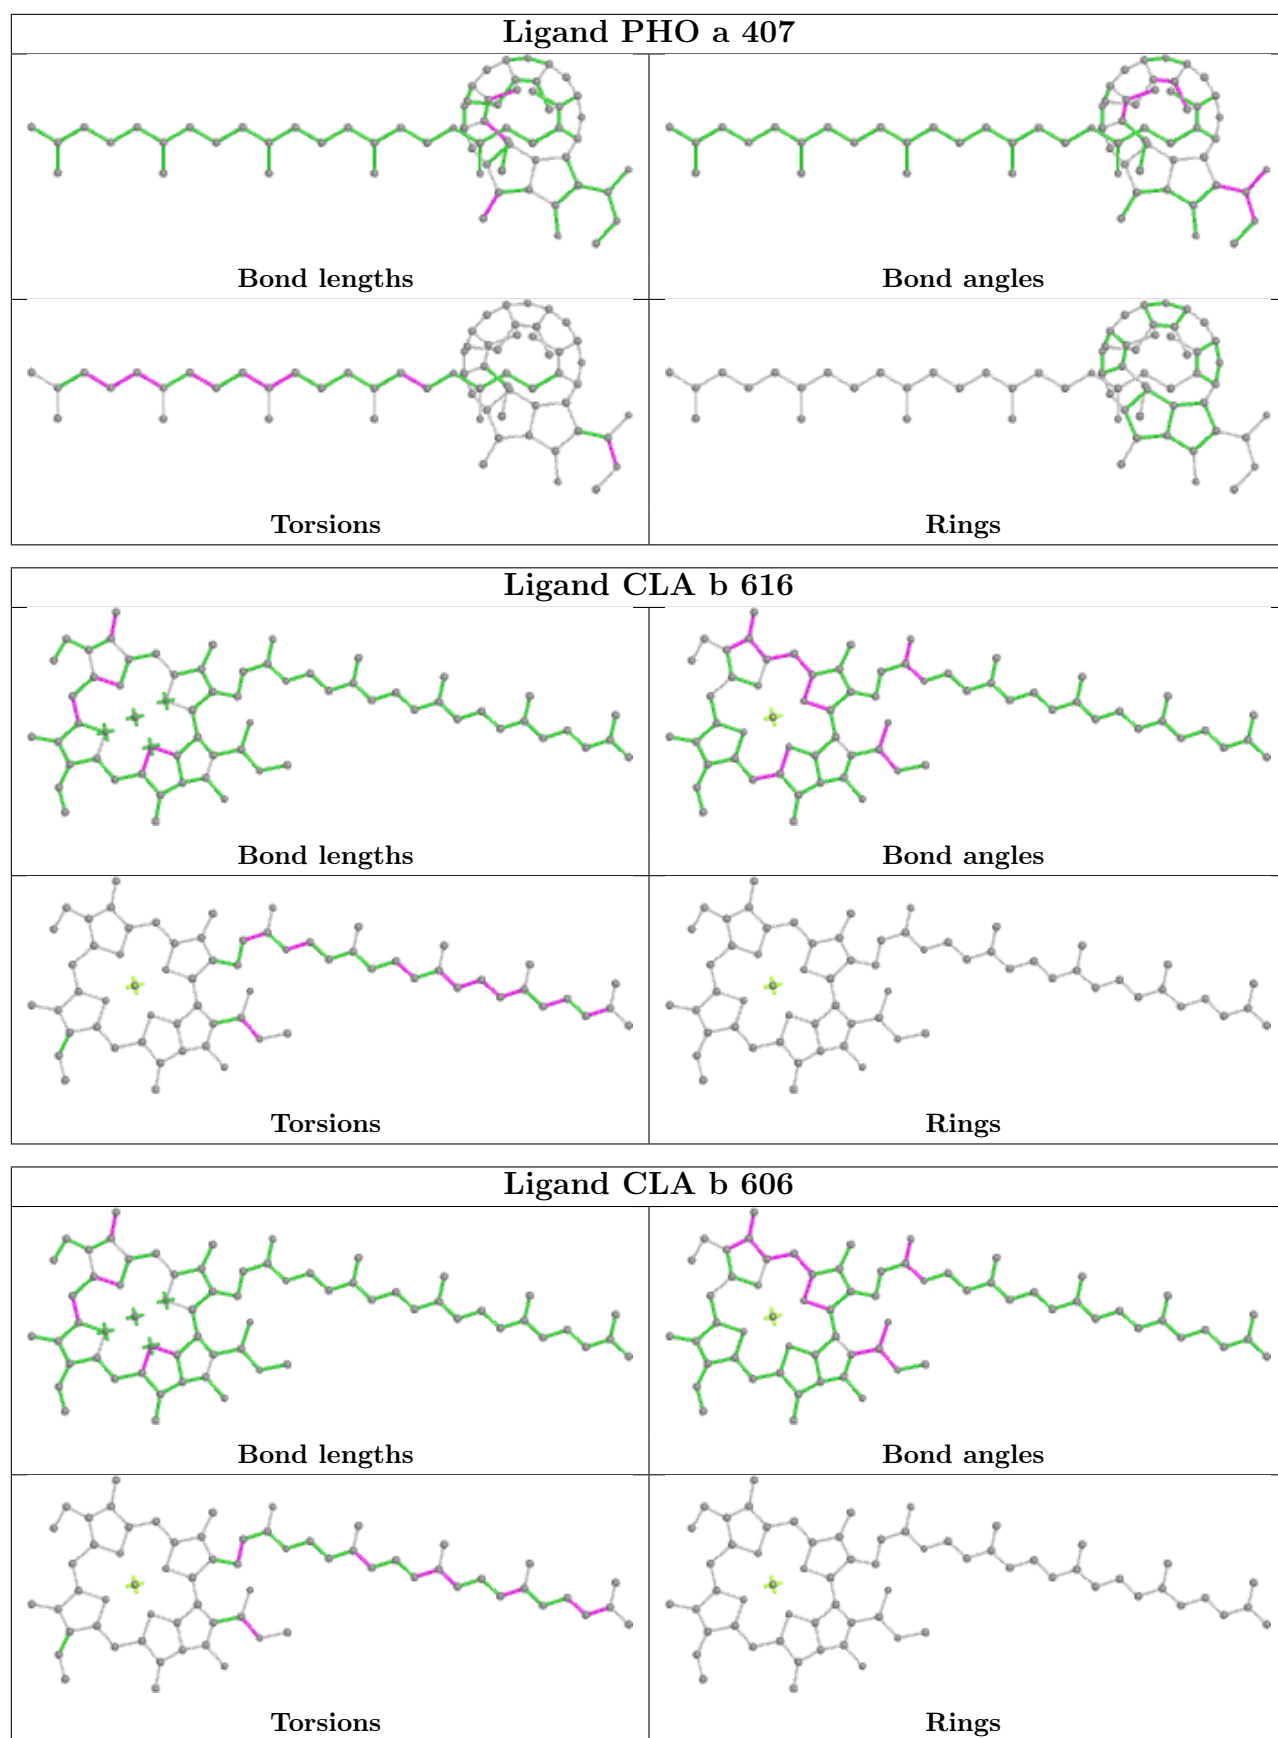 Ligand PHO a 407
Bond lengths
Bond angles
Torsions
Rings
Ligand CLA b 616
Bond lengths
Bond angles
Torsions
Rings
Ligand CLA b 606
Bond lengths
Bond angles
Torsions
Rings